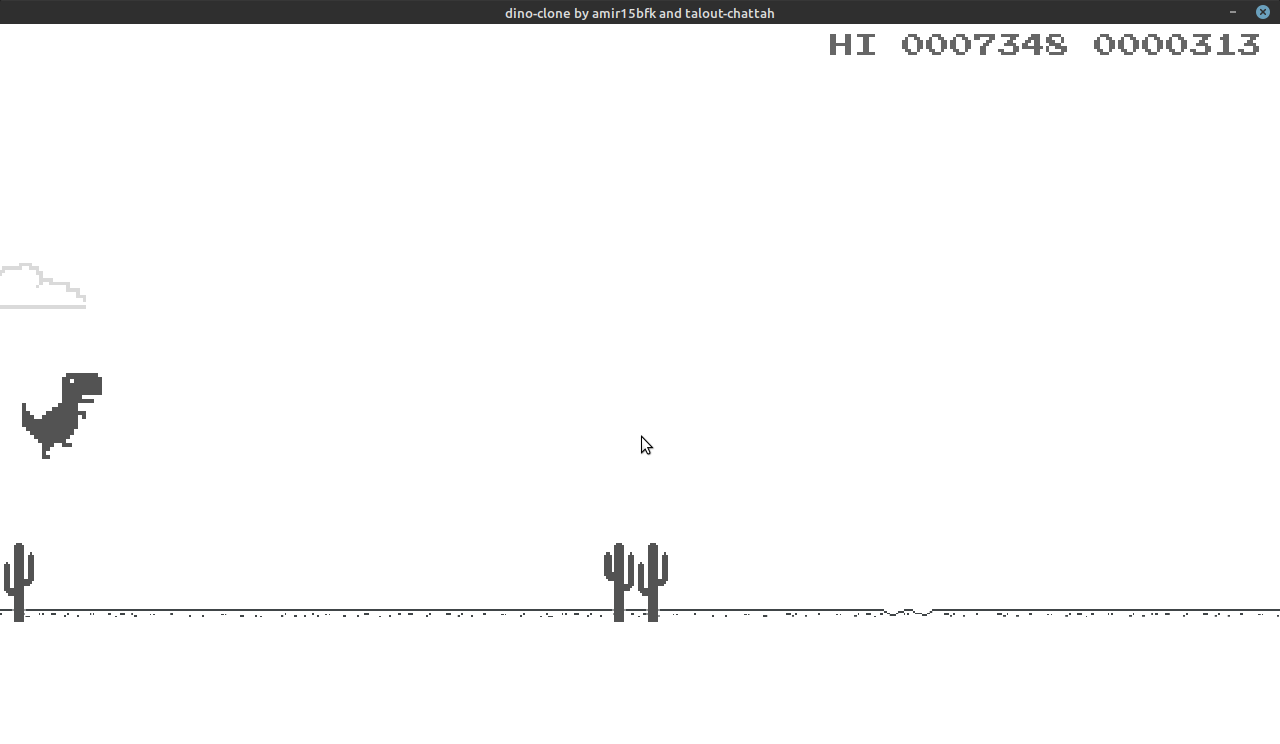 dino-clone by amir15bfk and talout-chattah
HI 0007348 0000313